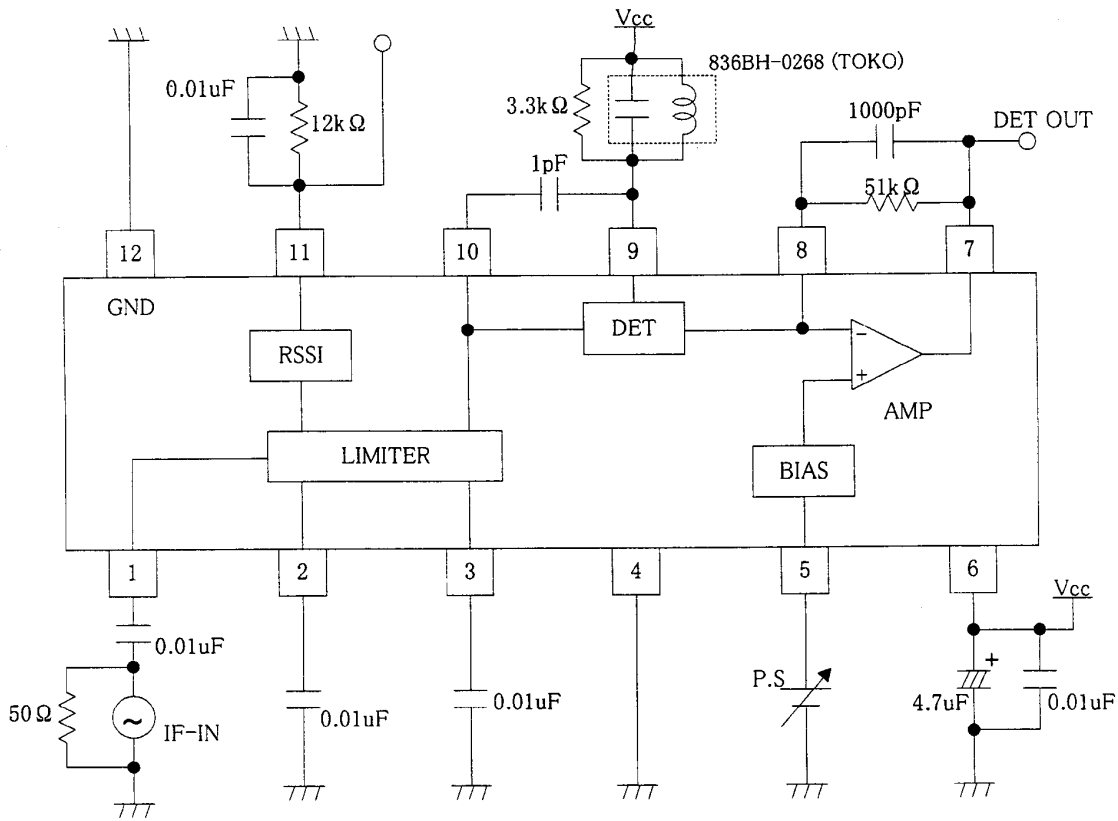 Vcc
836BH-0268 (TOKO)
0.01uF
12kΩ
3.3kΩ
1000pF
DET OUT
1pF
51kΩ
12
11
10
9
8
7
GND
RSSI
DET
−
+
AMP
LIMITER
BIAS
1
2
3
4
5
6
Vcc
0.01uF
50Ω
~
IF-IN
0.01uF
0.01uF
P.S
+
4.7uF
0.01uF